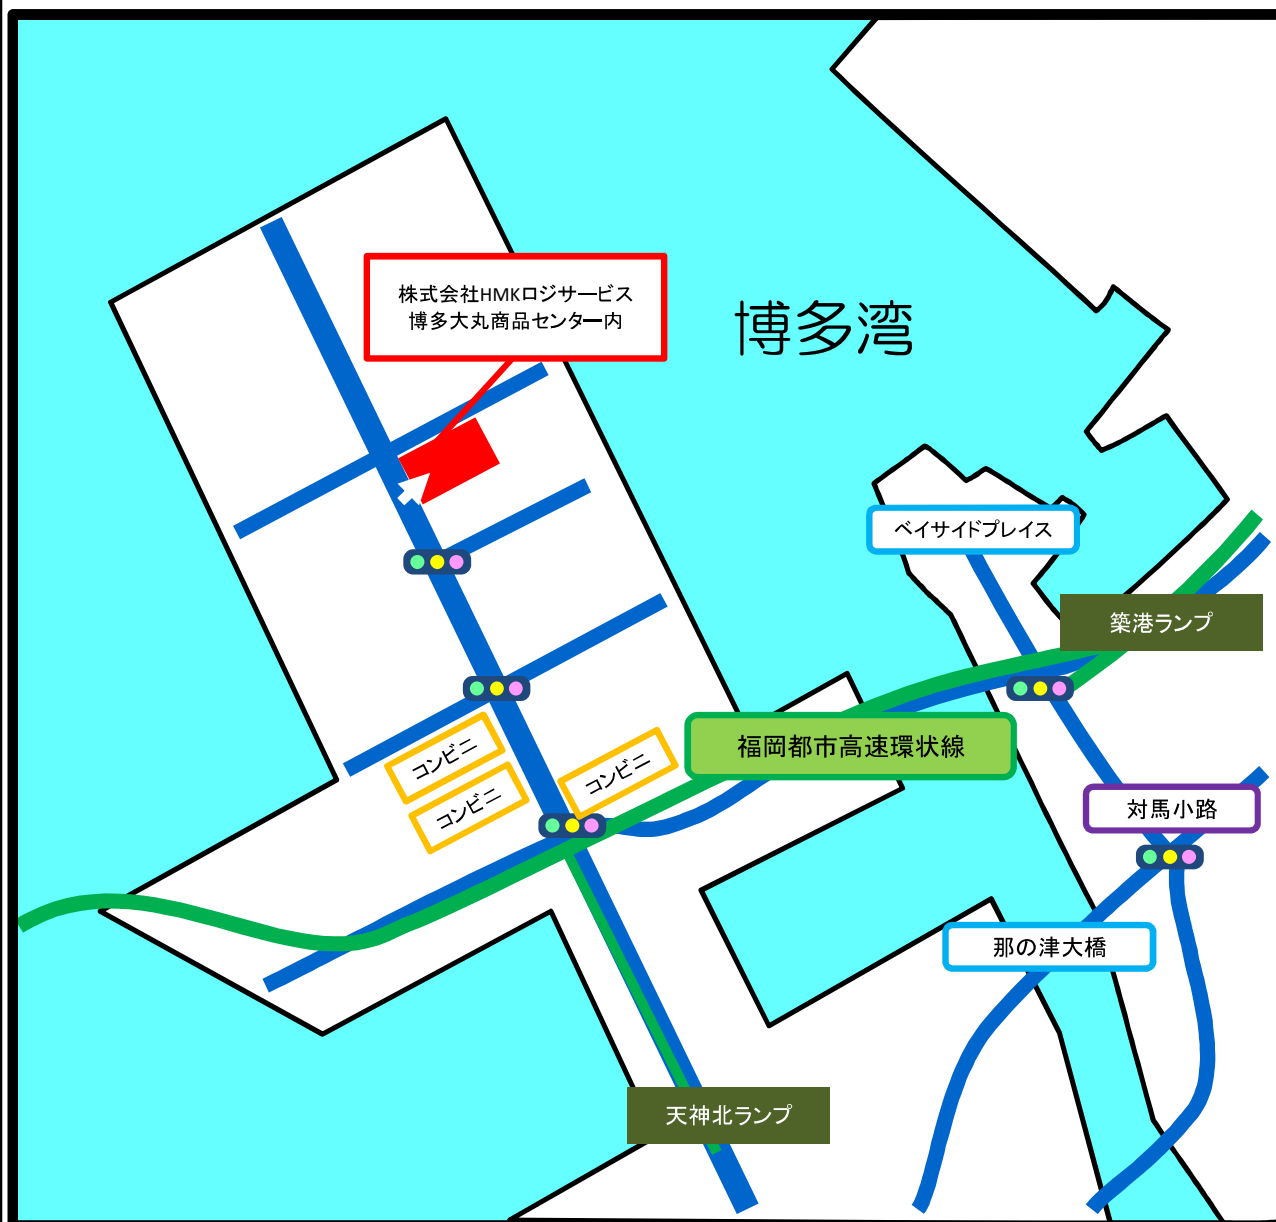 株式会社HMKロジサービス
博多大丸商品センター内
博多湾
ベイサイドプレイス
築港ランプ
福岡都市高速環状線
コンビニ
コンビニ
コンビニ
対馬小路
那の津大橋
天神北ランプ